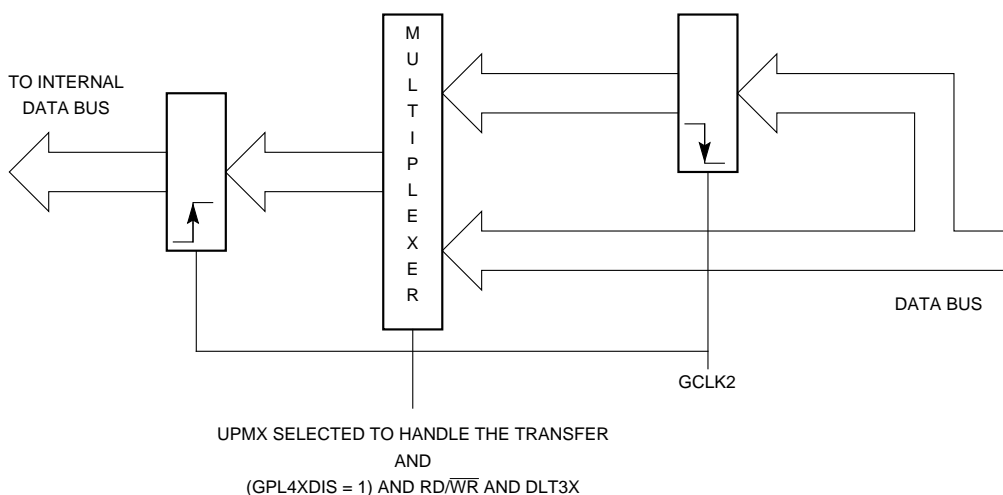 TO INTERNAL
DATA BUS
MULTIPLEXER
DATA BUS
GCLK2
UPMX SELECTED TO HANDLE THE TRANSFER
AND
(GPL4XDIS = 1) AND RD/W̅R̅ AND DLT3X